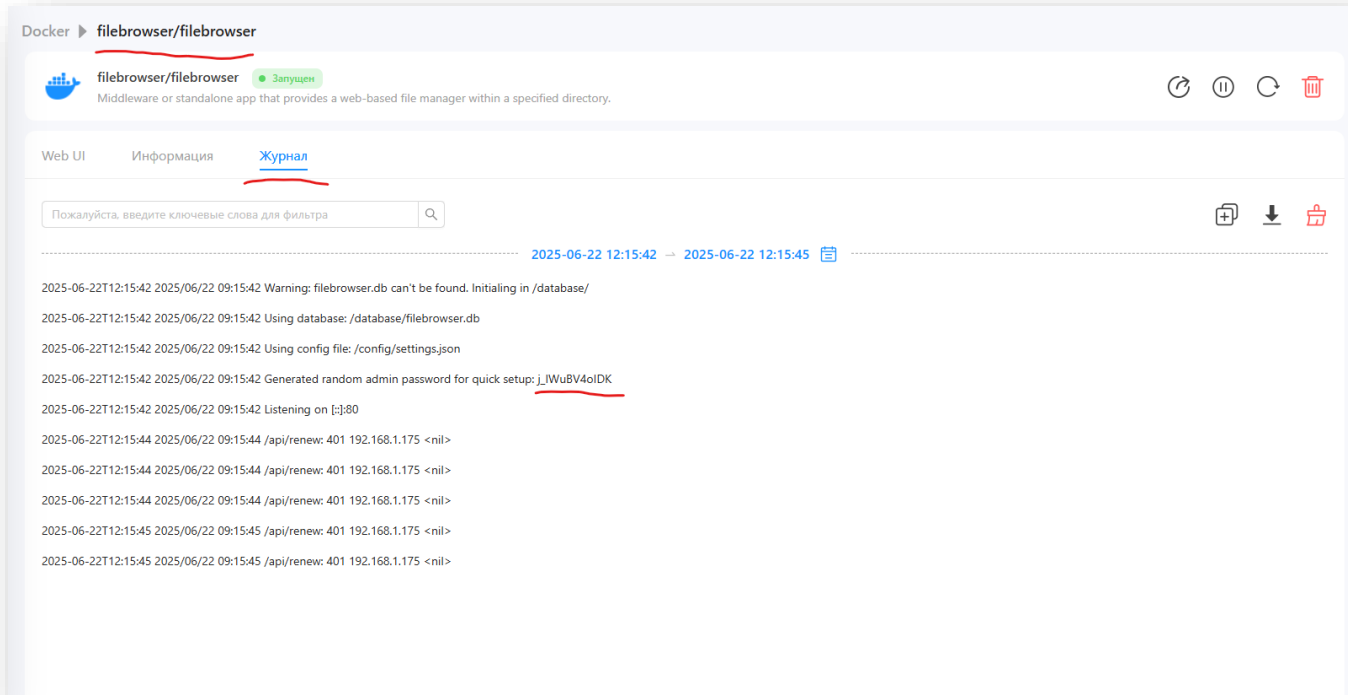 Docker ▶ filebrowser/filebrowser
filebrowser/filebrowser Запущен
Middleware or standalone app that provides a web-based file manager within a specified directory.
Web UI Информация Журнал
Пожалуйста, введите ключевые слова для фильтра
2025-06-22 12:15:42 → 2025-06-22 12:15:45
2025-06-22T12:15:42 2025/06/22 09:15:42 Warning: filebrowser.db can't be found. Initialing in /database/
2025-06-22T12:15:42 2025/06/22 09:15:42 Using database: /database/filebrowser.db
2025-06-22T12:15:42 2025/06/22 09:15:42 Using config file: /config/settings.json
2025-06-22T12:15:42 2025/06/22 09:15:42 Generated random admin password for quick setup: j_IWuBV4oIDK
2025-06-22T12:15:42 2025/06/22 09:15:42 Listening on [::]:80
2025-06-22T12:15:44 2025/06/22 09:15:44 /api/renew: 401 192.168.1.175 <nil>
2025-06-22T12:15:44 2025/06/22 09:15:44 /api/renew: 401 192.168.1.175 <nil>
2025-06-22T12:15:44 2025/06/22 09:15:44 /api/renew: 401 192.168.1.175 <nil>
2025-06-22T12:15:45 2025/06/22 09:15:45 /api/renew: 401 192.168.1.175 <nil>
2025-06-22T12:15:45 2025/06/22 09:15:45 /api/renew: 401 192.168.1.175 <nil>